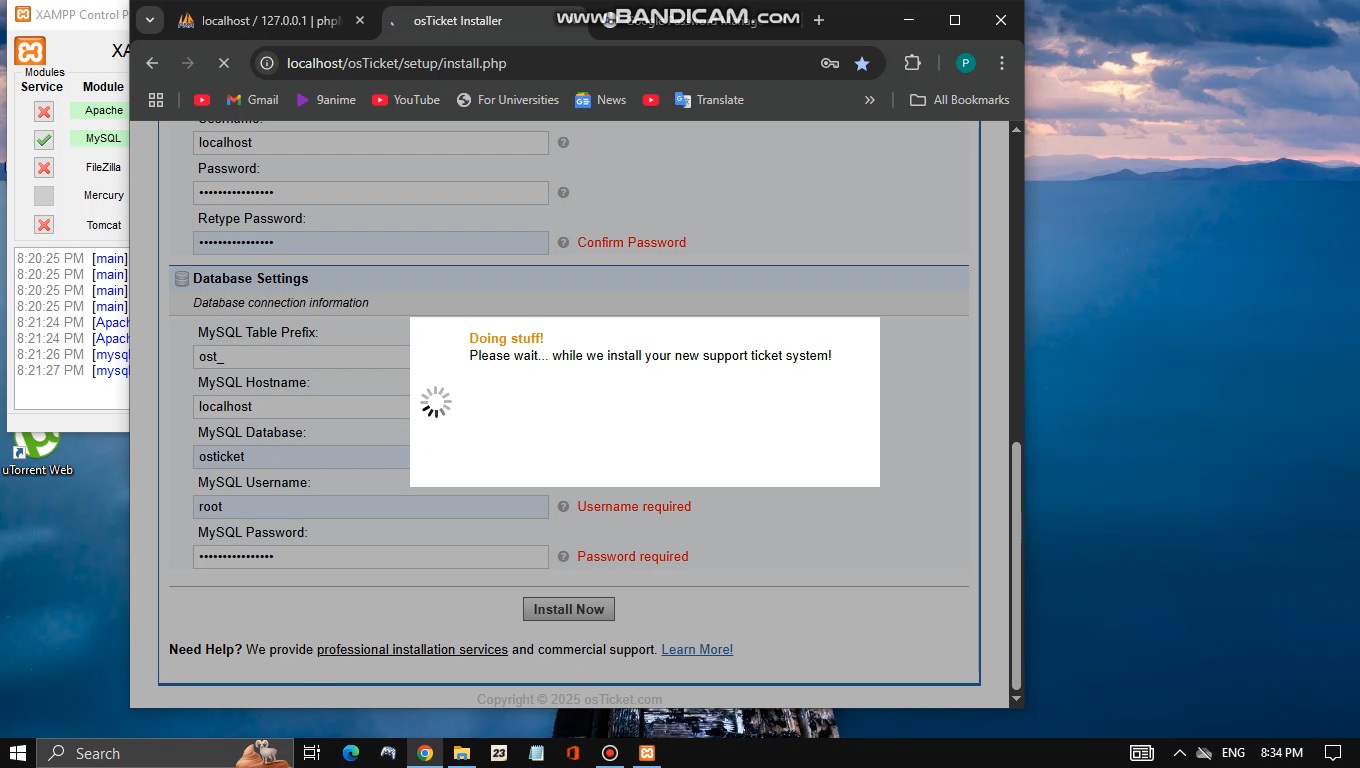 XAMPP Control P
localhost / 127.0.0.1 | php
osTicket Installer
www.BANDICAM.com
XA
Modules
Service
Module
Apache
MySQL
FileZilla
Mercury
Tomcat
localhost/osTicket/setup/install.php
P
Gmail
9anime
YouTube
For Universities
News
Translate
»
All Bookmarks
Username:
localhost
Password:
••••••••••••••••
Retype Password:
••••••••••••••••
Confirm Password
8:20:25 PM [main]
8:20:25 PM [main]
8:20:25 PM [main]
8:20:25 PM [main]
8:21:24 PM [Apach
8:21:24 PM [Apach
8:21:26 PM [mysql
8:21:27 PM [mysql
Database Settings
Database connection information
MySQL Table Prefix:
ost_
MySQL Hostname:
localhost
MySQL Database:
osticket
MySQL Username:
root
Username required
MySQL Password:
••••••••••••••••
Password required
Doing stuff!
Please wait... while we install your new support ticket system!
Install Now
Need Help? We provide professional installation services and commercial support. Learn More!
Copyright © 2025 osTicket.com
uTorrent Web
Search
23
ENG
8:34 PM